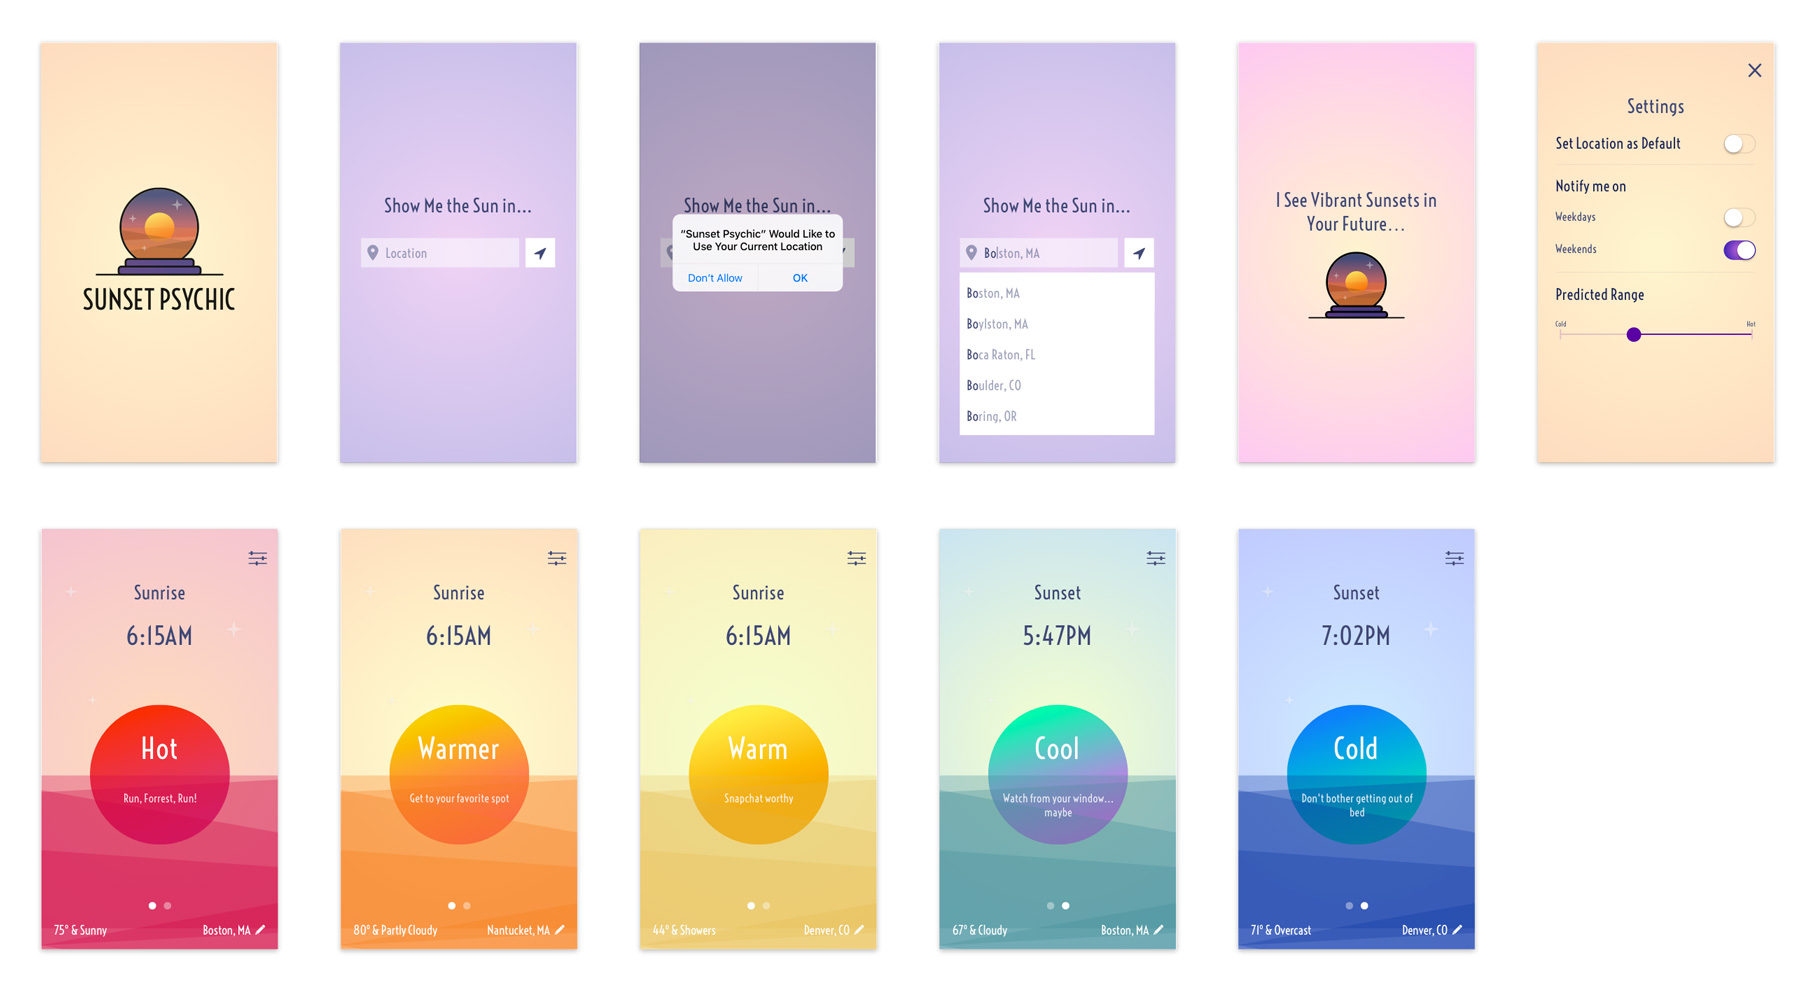 SUNSET PSYCHIC
Show Me the Sun in...
Location
Show Me the Sun in...
“Sunset Psychic” Would Like to
Use Your Current Location
Don't Allow
OK
Show Me the Sun in...
Bolston, MA
Boston, MA
Boylston, MA
Boca Raton, FL
Boulder, CO
Boring, OR
I See Vibrant Sunsets in
Your Future...
Settings
Set Location as Default
Notify me on
Weekdays
Weekends
Predicted Range
Cold
Hot
Sunrise
6:15AM
Hot
Run, Forrest, Run!
75° & Sunny
Boston, MA
Sunrise
6:15AM
Warmer
Get to your favorite spot
80° & Partly Cloudy
Nantucket, MA
Sunrise
6:15AM
Warm
Snapchat worthy
44° & Showers
Denver, CO
Sunset
5:47PM
Cool
Watch from your window...
maybe
67° & Cloudy
Boston, MA
Sunset
7:02PM
Cold
Don't bother getting out of
bed
71° & Overcast
Denver, CO